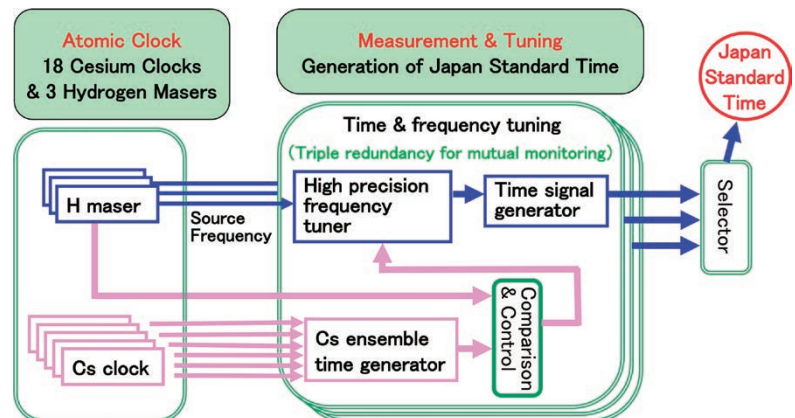 Atomic Clock
18 Cesium Clocks
& 3 Hydrogen Masers
Measurement & Tuning
Generation of Japan Standard Time
Japan
Standard
Time
Time & frequency tuning
(Triple redundancy for mutual monitoring)
H maser
Source
Frequency
High precision
frequency
tuner
Time signal
generator
Selector
Cs clock
Cs ensemble
time generator
Comparison
& Control